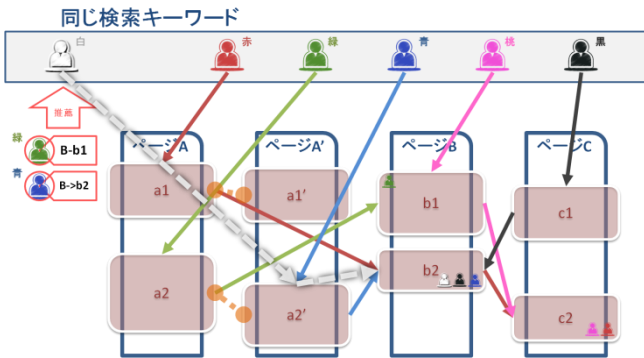 同じ検索キーワード
白
赤
緑
青
桃
黒
推薦
緑
B-b1
青
B->b2
ページA
ページA’
ページB
ページC
a1
a1’
b1
c1
a2
a2’
b2
c2